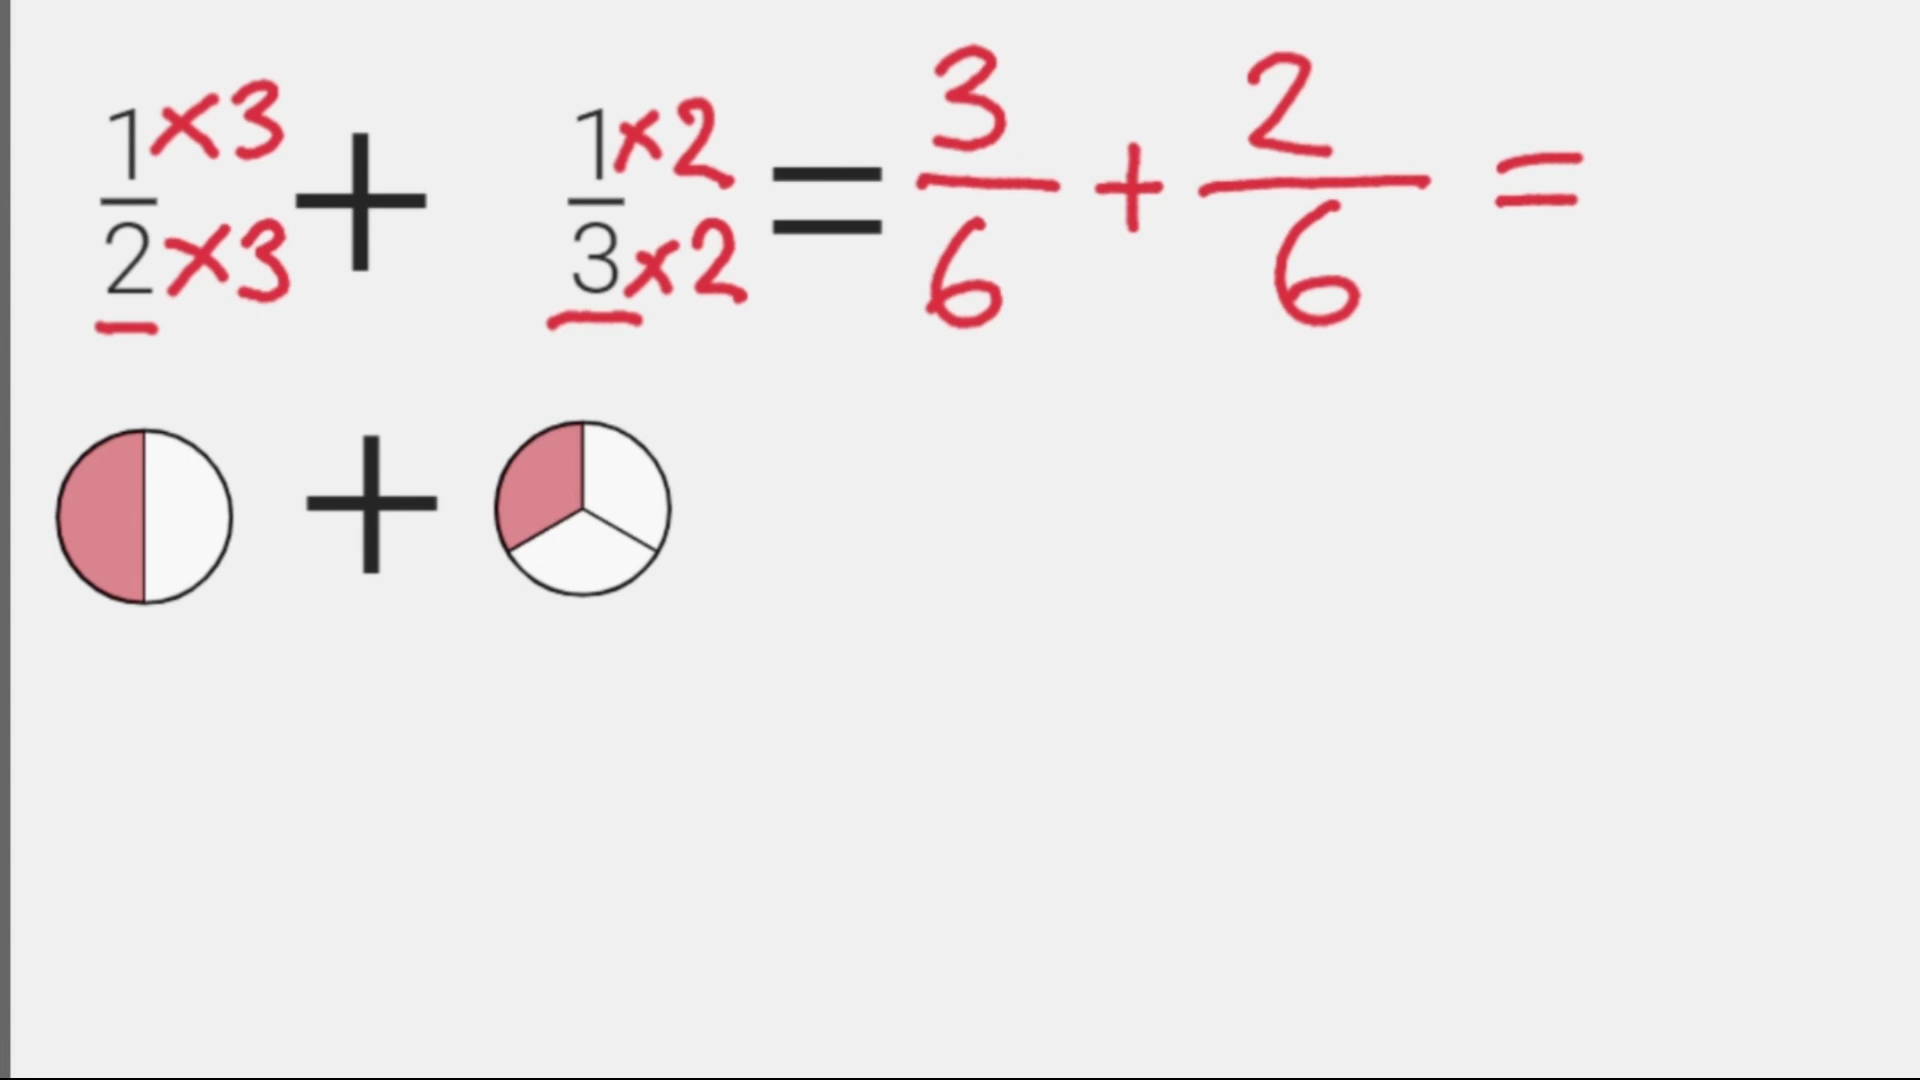 1×3 + 1×2 = 3 + 2 =
2×3 3×2 6 6
+